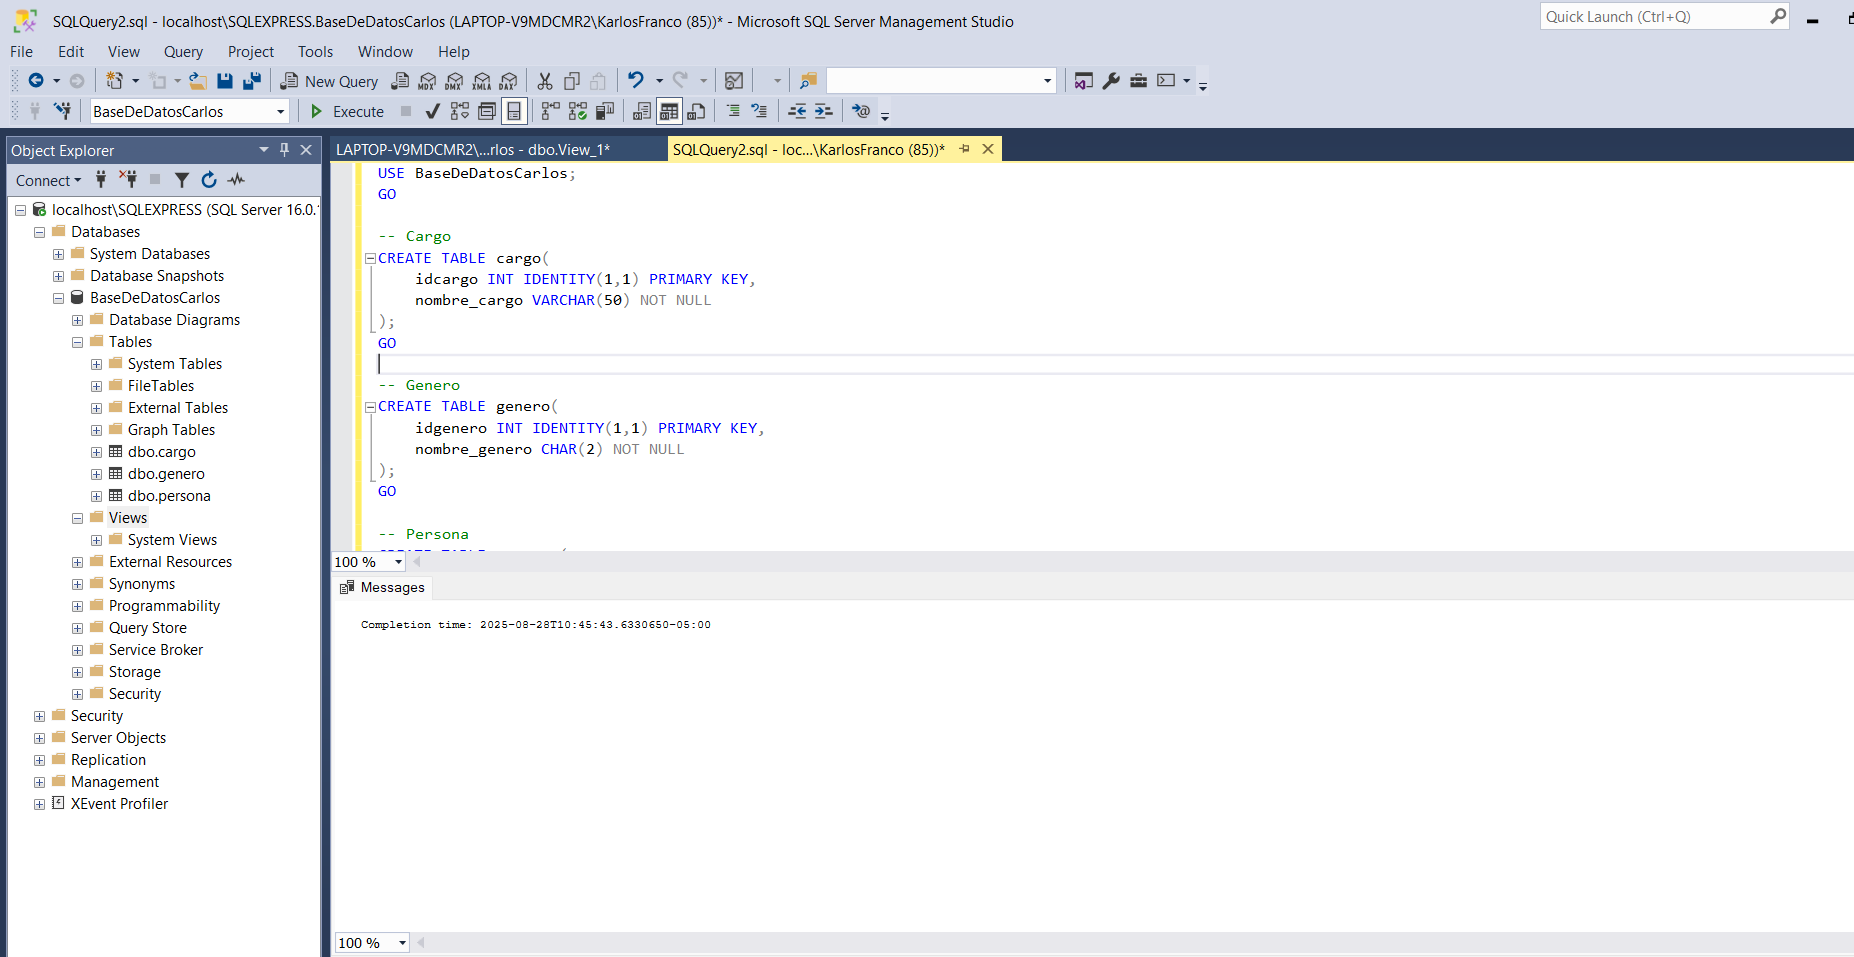 SQLQuery2.sql - localhost\SQLEXPRESS.BaseDeDatosCarlos (LAPTOP-V9MDCMR2\KarlosFranco (85))* - Microsoft SQL Server Management Studio
Quick Launch (Ctrl+Q)
File Edit View Query Project Tools Window Help
New Query MDX DMX XMLA DAX
BaseDeDatosCarlos Execute
Object Explorer
Connect
localhost\SQLEXPRESS (SQL Server 16.0.
Databases
System Databases
Database Snapshots
BaseDeDatosCarlos
Database Diagrams
Tables
System Tables
FileTables
External Tables
Graph Tables
dbo.cargo
dbo.genero
dbo.persona
Views
System Views
External Resources
Synonyms
Programmability
Query Store
Service Broker
Storage
Security
Security
Server Objects
Replication
Management
XEvent Profiler
LAPTOP-V9MDCMR2\...rlos - dbo.View_1*
SQLQuery2.sql - loc...\KarlosFranco (85))*
USE BaseDeDatosCarlos;
GO
-- Cargo
CREATE TABLE cargo(
idcargo INT IDENTITY(1,1) PRIMARY KEY,
nombre_cargo VARCHAR(50) NOT NULL
);
GO
-- Genero
CREATE TABLE genero(
idgenero INT IDENTITY(1,1) PRIMARY KEY,
nombre_genero CHAR(2) NOT NULL
);
GO
-- Persona
100 %
Messages
Completion time: 2025-08-28T10:45:43.6330650-05:00
100 %